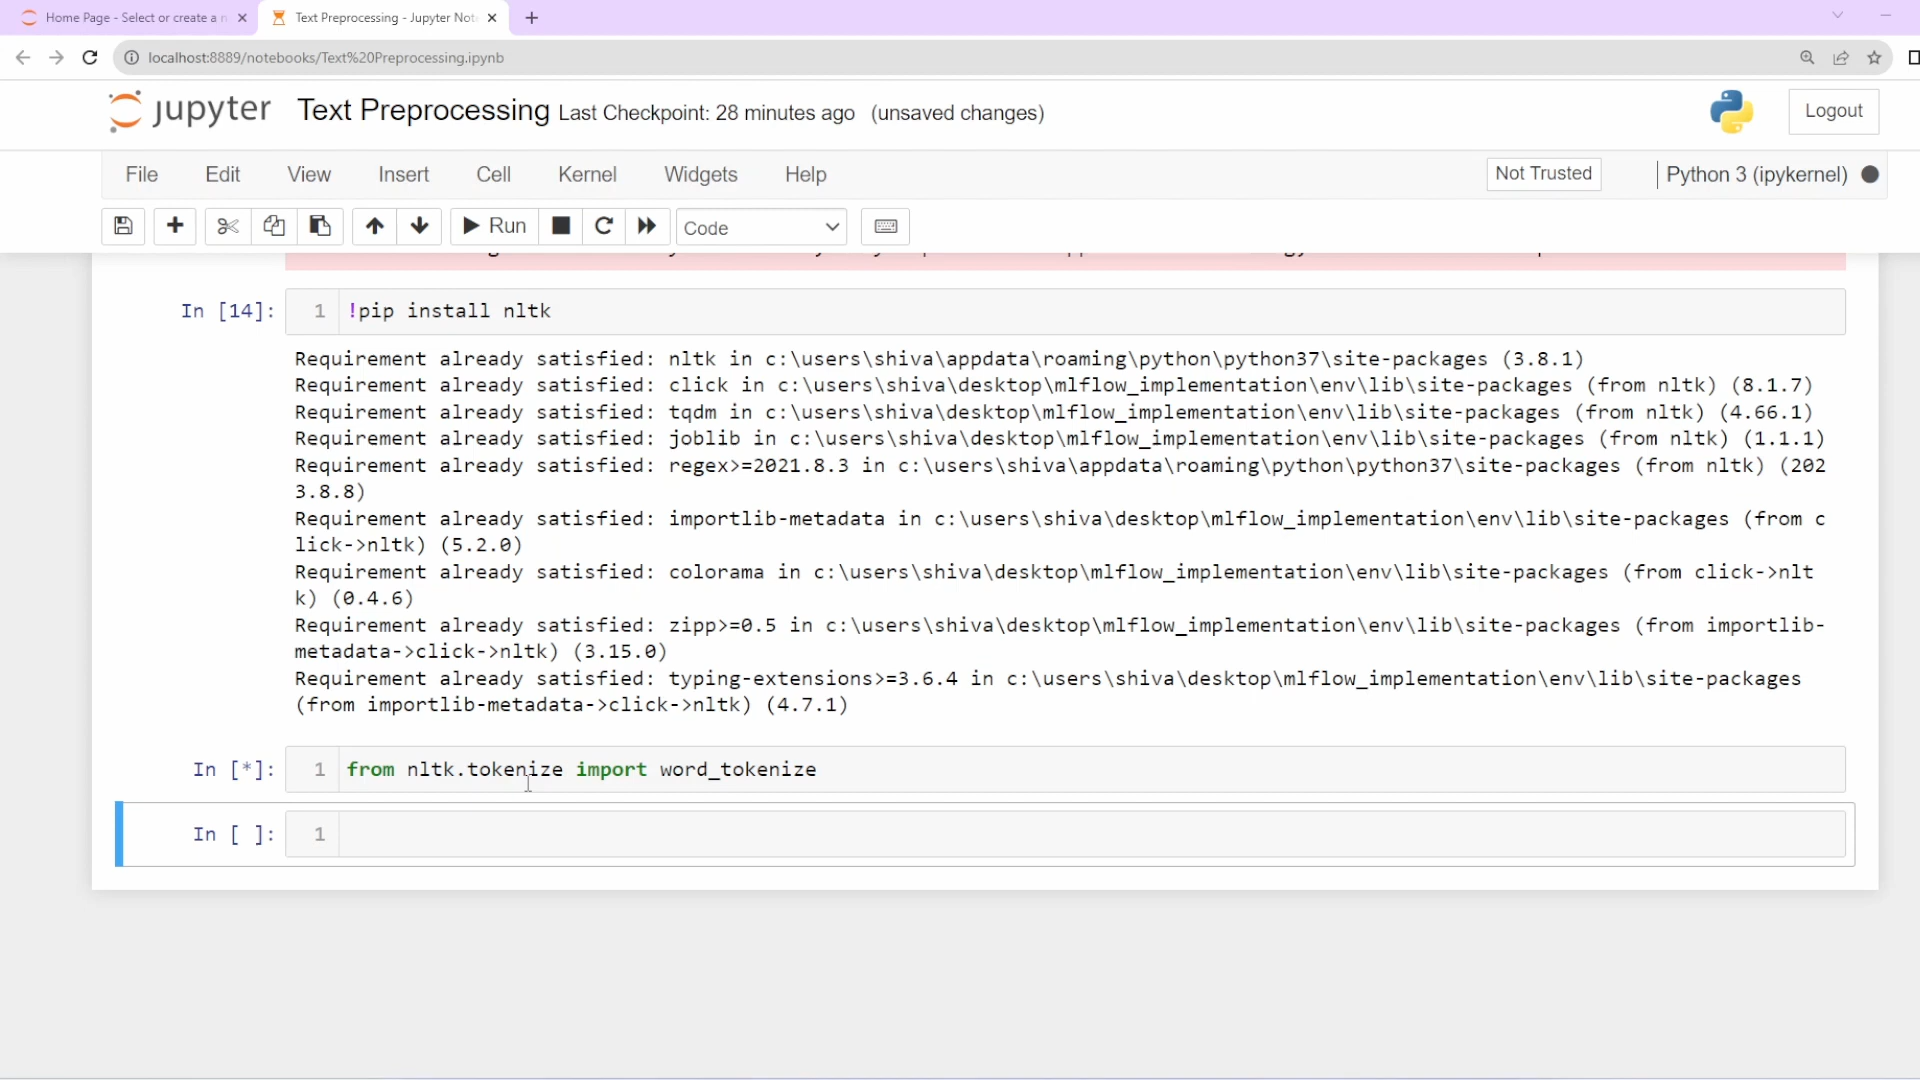 Home Page - Select or create a n
Text Preprocessing - Jupyter Not
localhost:8889/notebooks/Text%20Preprocessing.ipynb
jupyter Text Preprocessing Last Checkpoint: 28 minutes ago (unsaved changes)
Logout
File Edit View Insert Cell Kernel Widgets Help
Not Trusted
Python 3 (ipykernel)
Run
Code
In [14]: 1 !pip install nltk
Requirement already satisfied: nltk in c:\users\shiva\appdata\roaming\python\python37\site-packages (3.8.1)
Requirement already satisfied: click in c:\users\shiva\desktop\mlflow_implementation\env\lib\site-packages (from nltk) (8.1.7)
Requirement already satisfied: tqdm in c:\users\shiva\desktop\mlflow_implementation\env\lib\site-packages (from nltk) (4.66.1)
Requirement already satisfied: joblib in c:\users\shiva\desktop\mlflow_implementation\env\lib\site-packages (from nltk) (1.1.1)
Requirement already satisfied: regex>=2021.8.3 in c:\users\shiva\appdata\roaming\python\python37\site-packages (from nltk) (202
3.8.8)
Requirement already satisfied: importlib-metadata in c:\users\shiva\desktop\mlflow_implementation\env\lib\site-packages (from c
lick->nltk) (5.2.0)
Requirement already satisfied: colorama in c:\users\shiva\desktop\mlflow_implementation\env\lib\site-packages (from click->nlt
k) (0.4.6)
Requirement already satisfied: zipp>=0.5 in c:\users\shiva\desktop\mlflow_implementation\env\lib\site-packages (from importlib-
metadata->click->nltk) (3.15.0)
Requirement already satisfied: typing-extensions>=3.6.4 in c:\users\shiva\desktop\mlflow_implementation\env\lib\site-packages
(from importlib-metadata->click->nltk) (4.7.1)
In [*]: 1 from nltk.tokenize import word_tokenize
In [ ]: 1